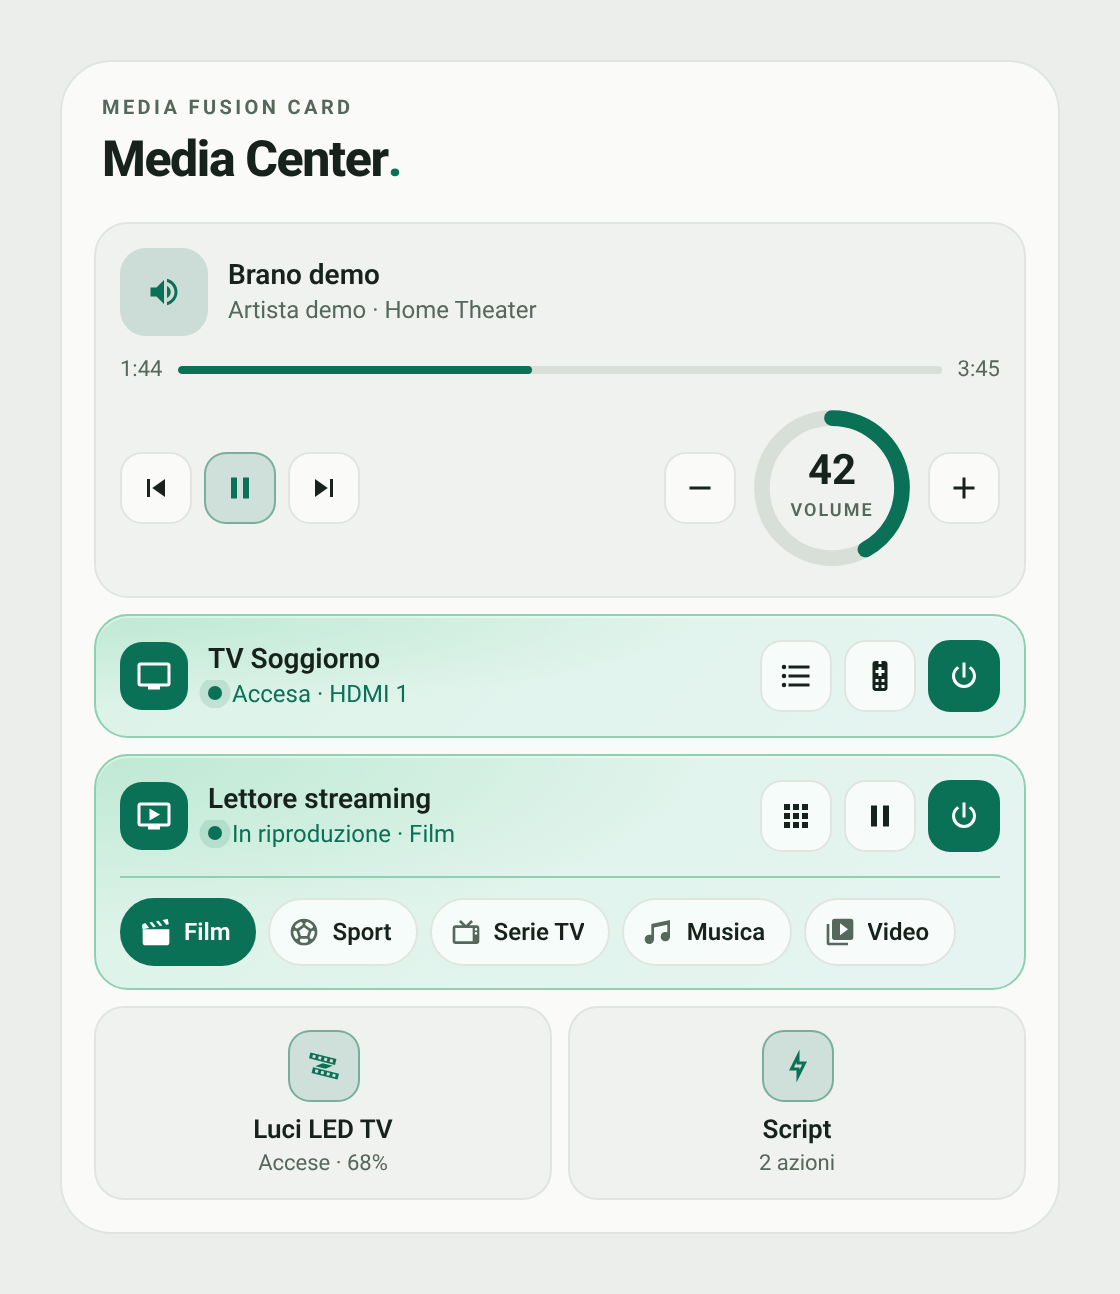 MEDIA FUSION CARD
Media Center.
Brano demo
Artista demo · Home Theater
1:44
3:45
42
VOLUME
TV Soggiorno
Accesa · HDMI 1
Lettore streaming
In riproduzione · Film
Film
Sport
Serie TV
Musica
Video
Luci LED TV
Accese · 68%
Script
2 azioni